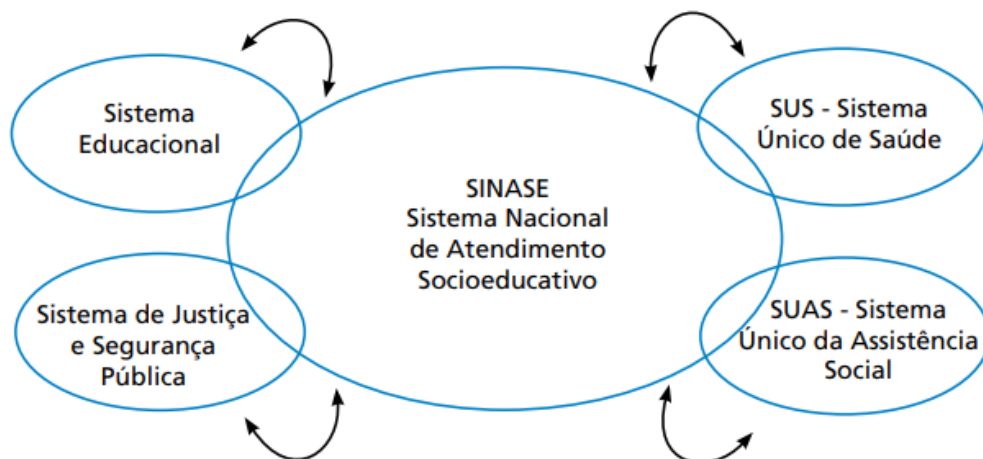 Sistema
Educacional
SUS - Sistema
Único de Saúde
SINASE
Sistema Nacional
de Atendimento
Socioeducativo
Sistema de Justiça
e Segurança
Pública
SUAS - Sistema
Único da Assistência
Social